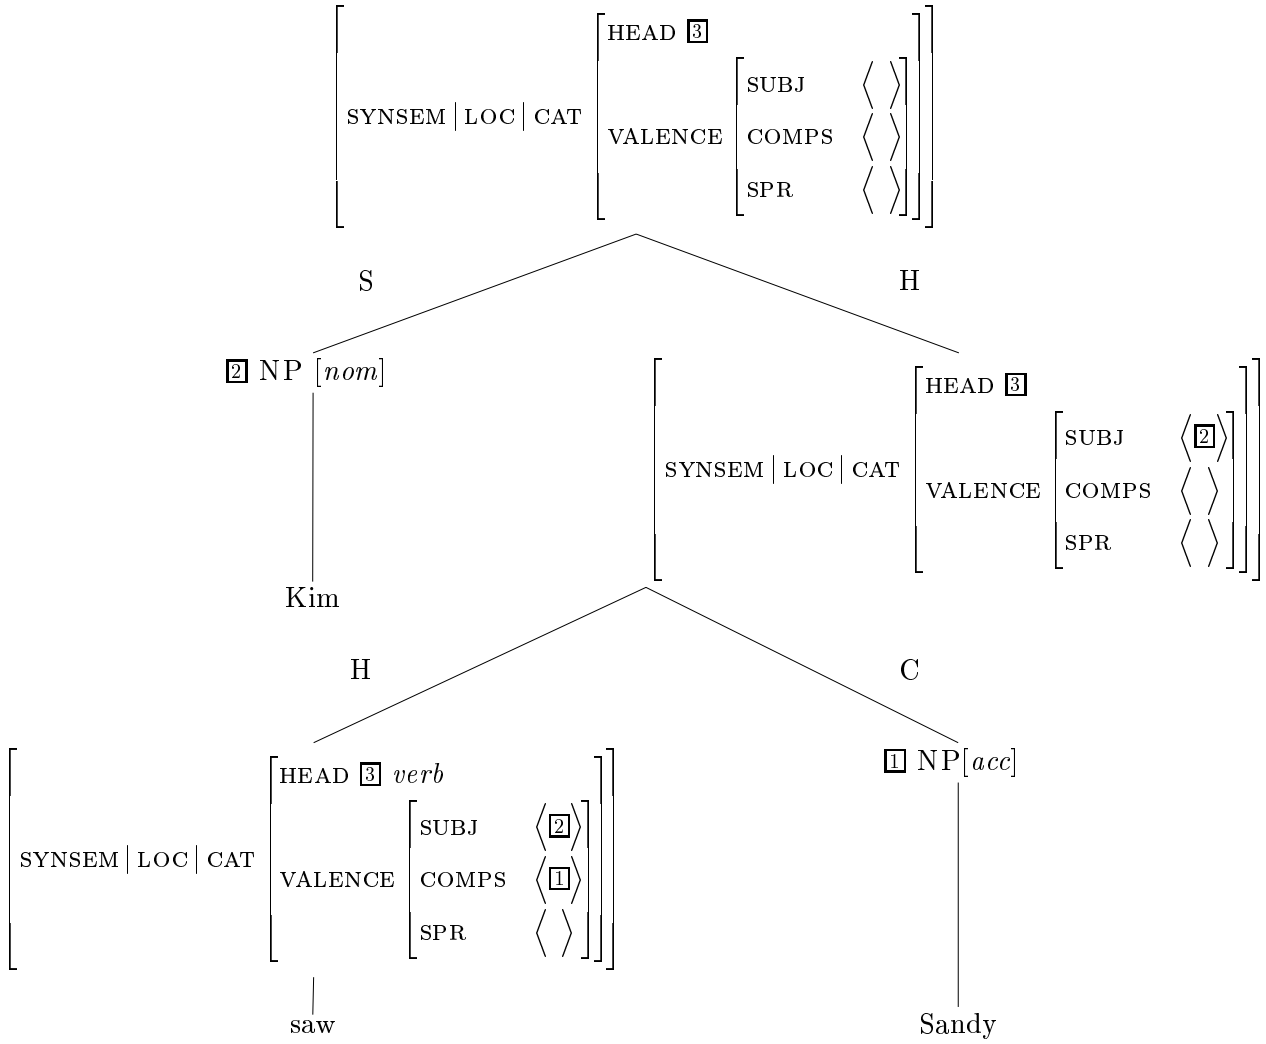 HEAD 3
SUBJ ⟨ ⟩
SYNSEM | LOC | CAT
VALENCE COMPS ⟨ ⟩
SPR ⟨ ⟩
S H
2 NP [nom]
HEAD 3
SUBJ ⟨2⟩
SYNSEM | LOC | CAT
VALENCE COMPS ⟨ ⟩
SPR ⟨ ⟩
Kim
H C
1 NP[acc]
HEAD 3 verb
SUBJ ⟨2⟩
SYNSEM | LOC | CAT
VALENCE COMPS ⟨1⟩
SPR ⟨ ⟩
saw Sandy